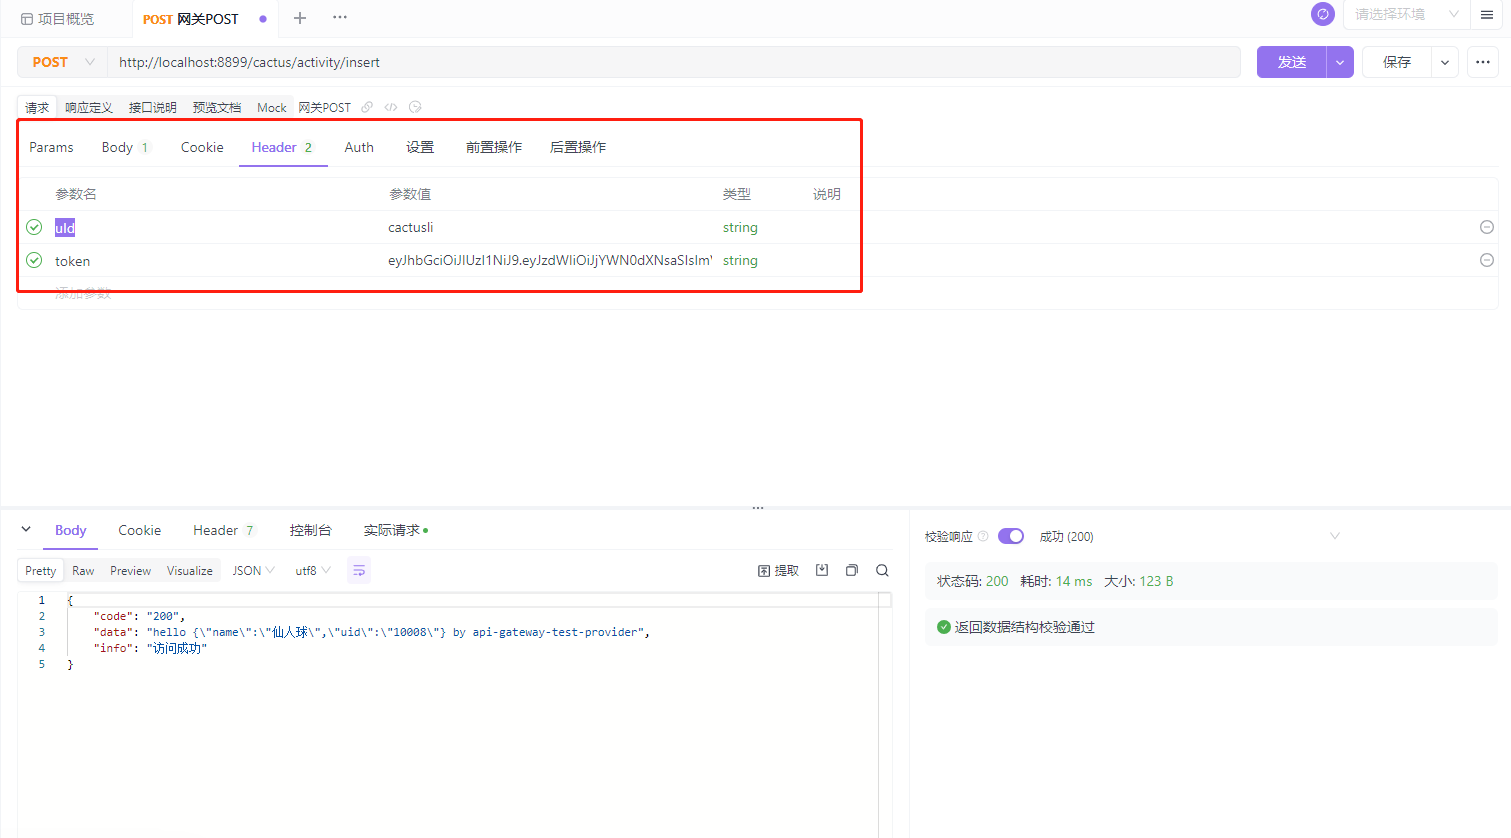 项目概览
POST 网关POST
请选择环境
POST
http://localhost:8899/cactus/activity/insert
发送
保存
请求 响应定义 接口说明 预览文档 Mock 网关POST
Params Body 1 Cookie Header 2 Auth 设置 前置操作 后置操作
参数名 参数值 类型 说明
uId cactusli string
token eyJhbGciOiJIUzI1NiJ9.eyJzdWIiOiJjYWN0dXNsaSIsIm' string
添加参数
Body Cookie Header 7 控制台 实际请求
校验响应 成功 (200)
Pretty Raw Preview Visualize JSON utf8 提取
状态码: 200 耗时: 14 ms 大小: 123 B
返回数据结构校验通过
1 {
2 "code": "200",
3 "data": "hello {\"name\":\"仙人球\",\"uid\":\"10008\"} by api-gateway-test-provider",
4 "info": "访问成功"
5 }